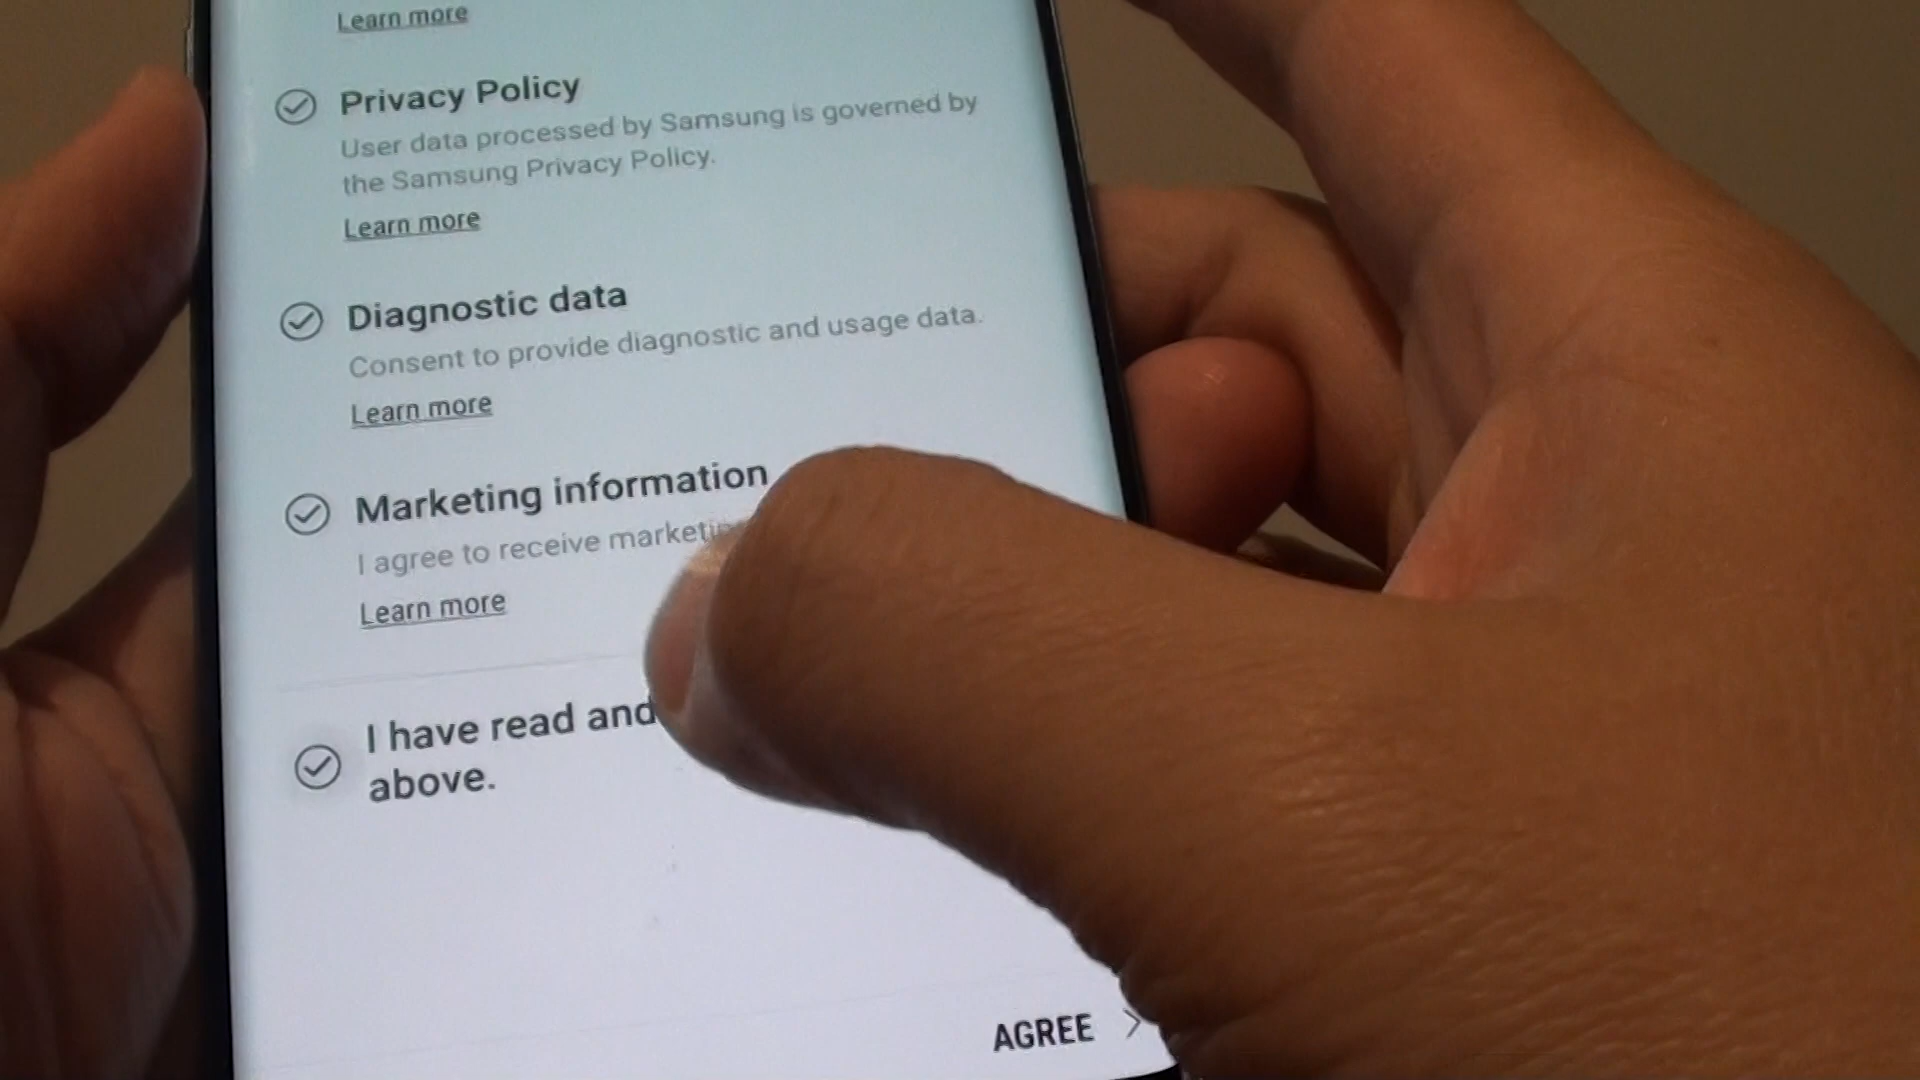 Learn more
Privacy Policy
User data processed by Samsung is governed by
the Samsung Privacy Policy.
Learn more
Diagnostic data
Consent to provide diagnostic and usage data.
Learn more
Marketing information
I agree to receive
Learn more
I have read and
above.
AGREE